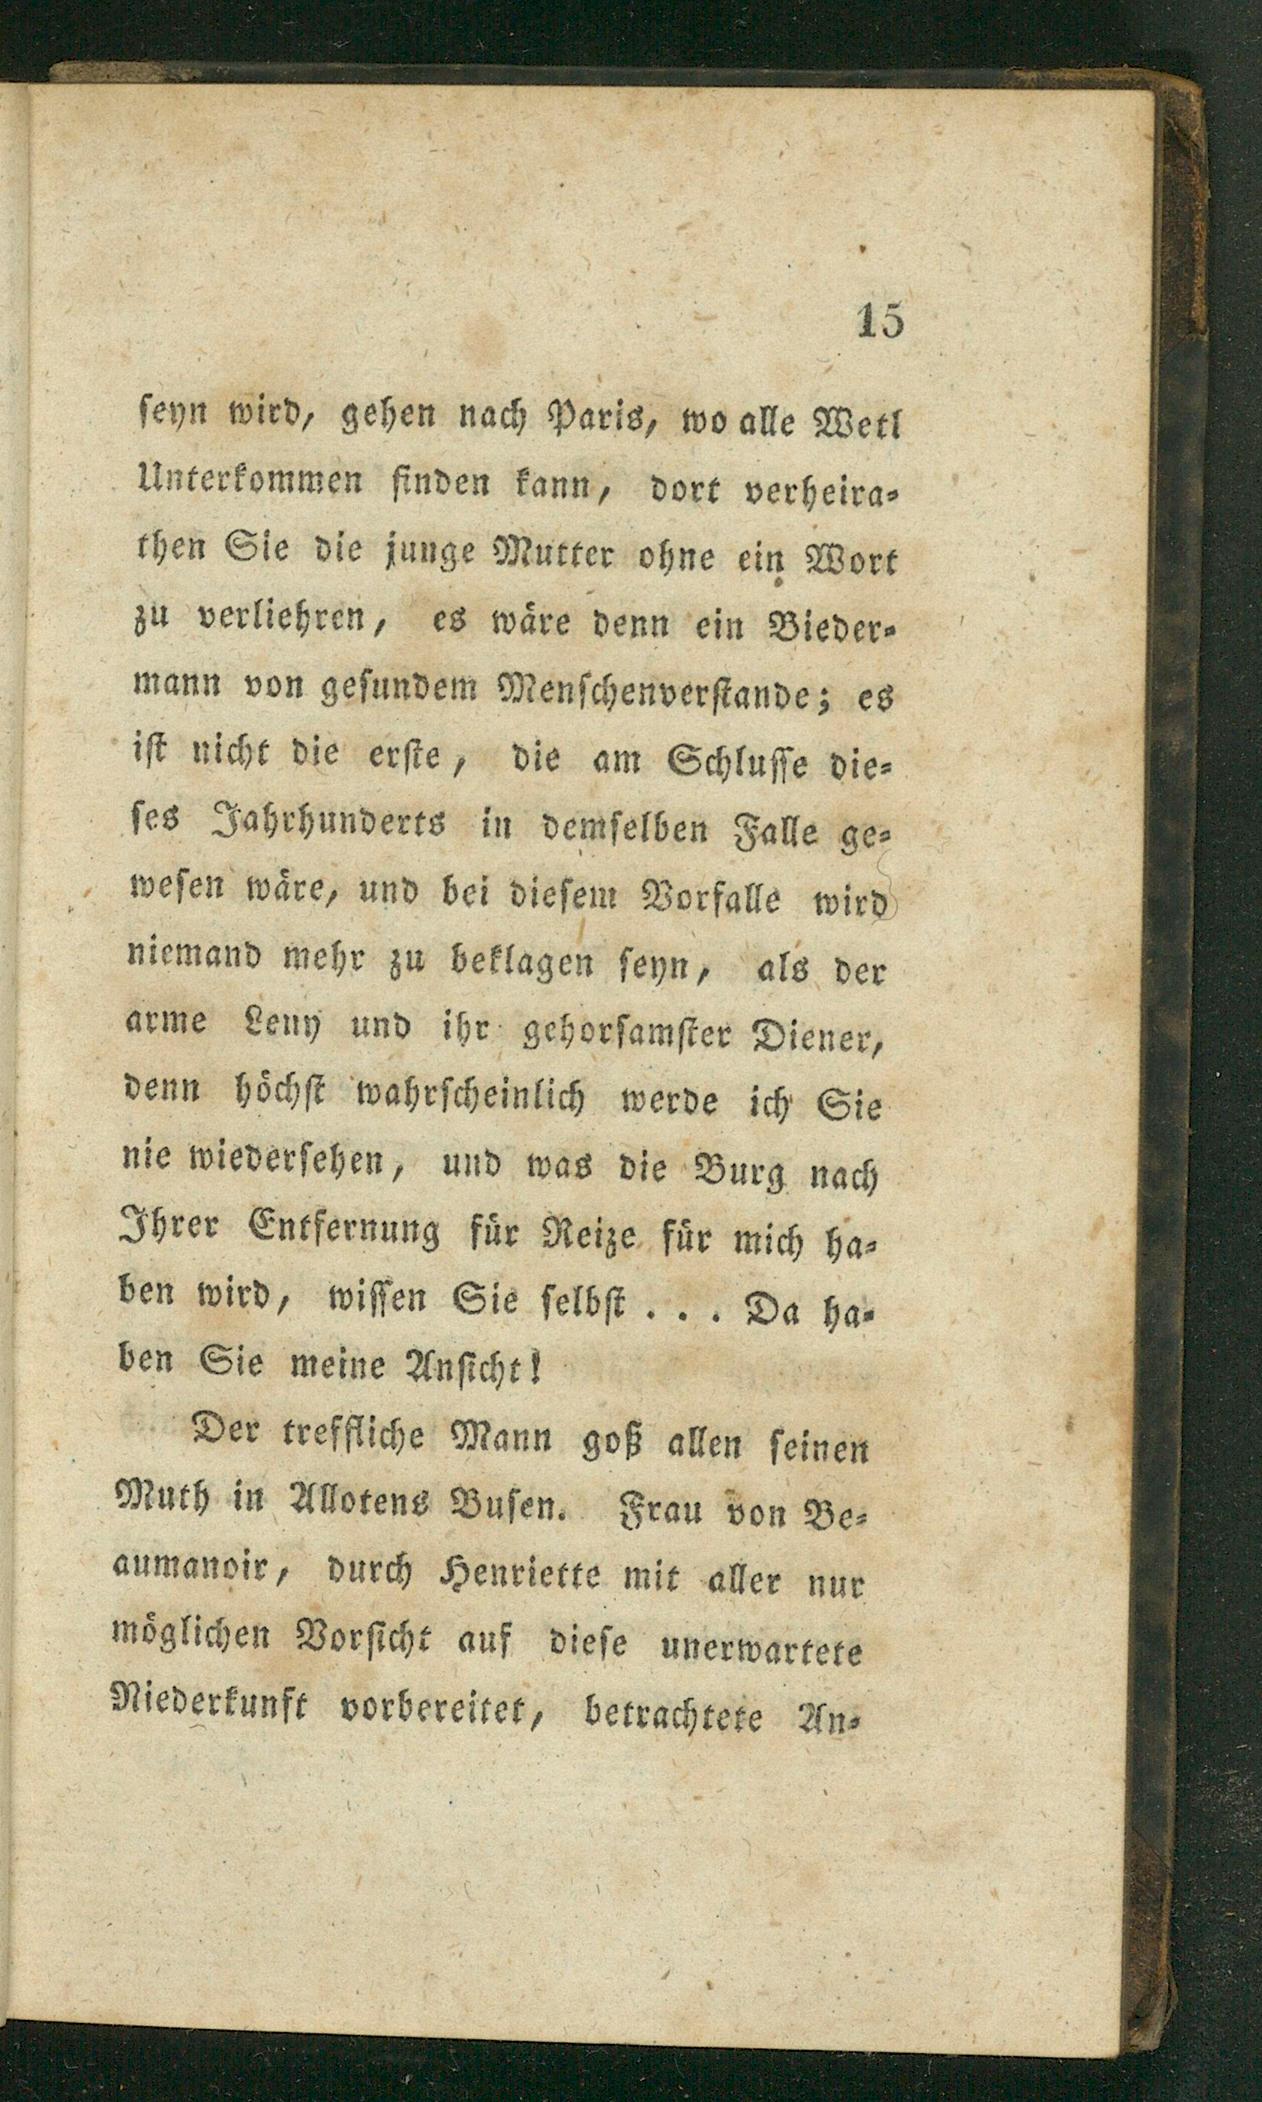 15
seyn wird, gehen nach Paris, wo alle Wetl
Unterkommen finden kann, dort verheira-
then Sie die junge Mutter ohne ein Wort
zu verliehren, es wäre denn ein Bieder-
mann von gesundem Menschenverstande; es
ist nicht die erste, die am Schlusse die-
ses Jahrhunderts in demselben Falle ge-
wesen wäre, und bei diesem Vorfalle wird
niemand mehr zu beklagen seyn, als der
arme Leny und ihr gehorsamster Diener,
denn höchst wahrscheinlich werde ich Sie
nie wiedersehen, und was die Burg nach
Ihrer Entfernung für Reize für mich ha-
ben wird, wissen Sie selbst . . . Da ha-
ben Sie meine Ansicht!
Der treffliche Mann goß allen seinen
Muth in Allotens Busen. Frau von Be-
aumanoir, durch Henriette mit aller nur
möglichen Vorsicht auf diese unerwartete
Niederkunft vorbereitet, betrachtete An-